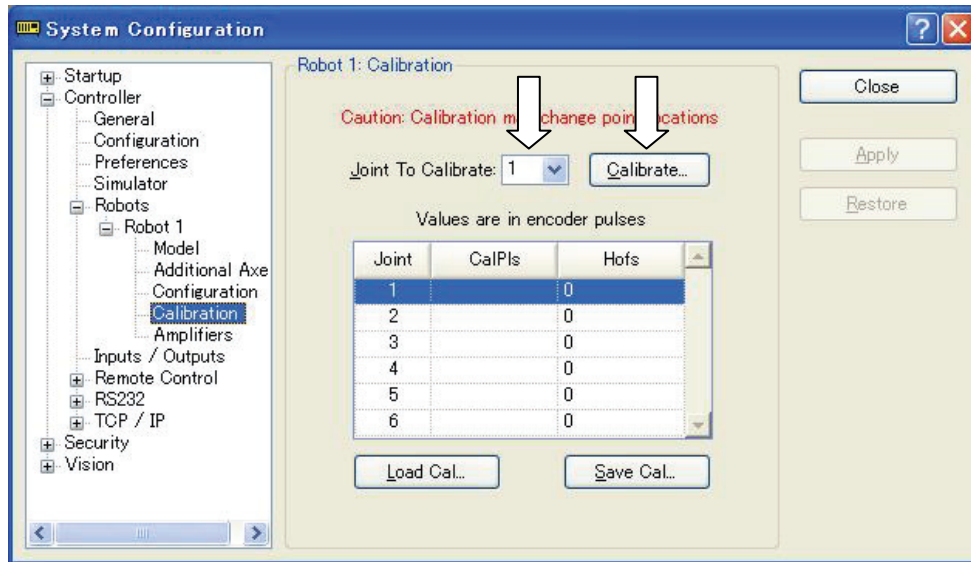 System Configuration
Startup
Controller
General
Configuration
Preferences
Simulator
Robots
Robot 1
Model
Additional Axe
Configuration
Calibration
Amplifiers
Inputs / Outputs
Remote Control
RS232
TCP / IP
Security
Vision
Robot 1: Calibration
Caution: Calibration change
Joint To Calibrate: 1 Calibrate...
Values are in encoder pulses
Joint CalPls Hofs
1 0
2 0
3 0
4 0
5 0
6 0
Load Cal... Save Cal...
Close
Apply
Restore